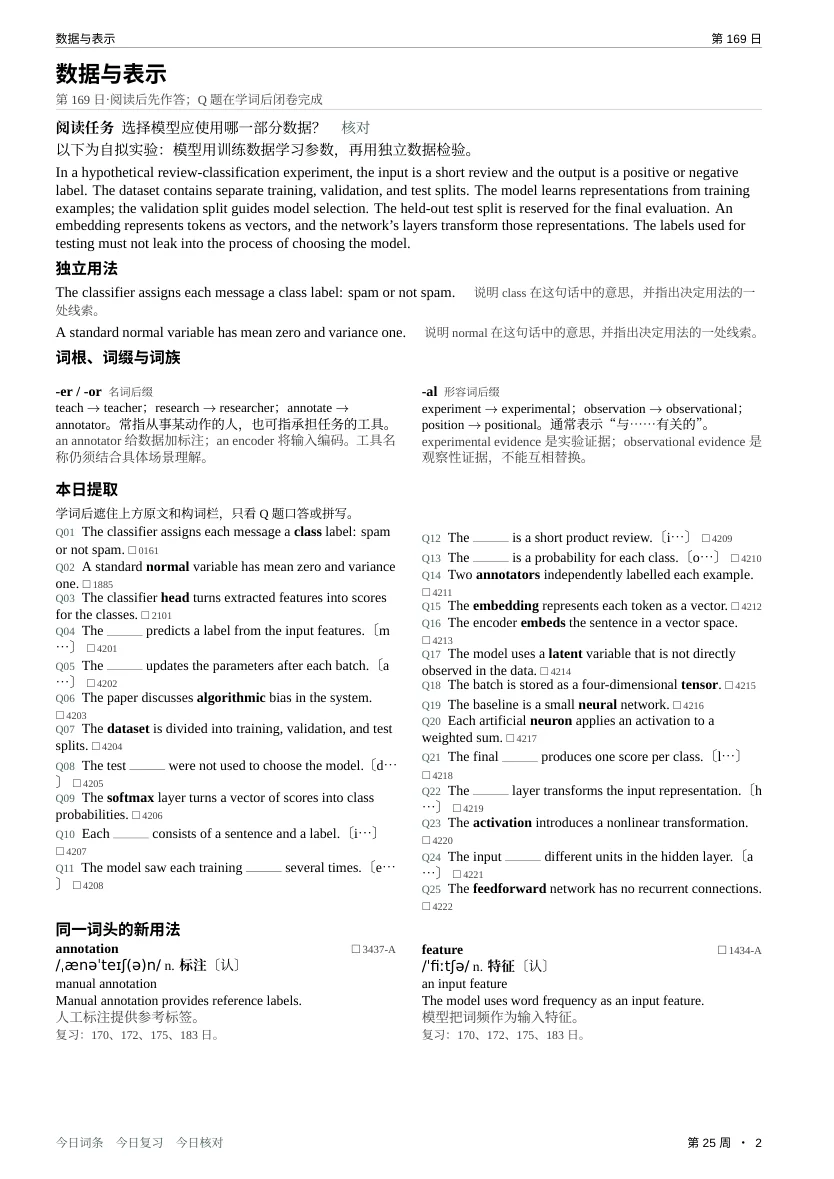 数据与表示 第 169 日
数据与表示
第 169 日·阅读后先作答；Q 题在学词后闭卷完成
阅读任务 选择模型应使用哪一部分数据？ 核对
以下为自拟实验：模型用训练数据学习参数，再用独立数据检验。
In a hypothetical review-classification experiment, the input is a short review and the output is a positive or negative
label. The dataset contains separate training, validation, and test splits. The model learns representations from training
examples; the validation split guides model selection. The held-out test split is reserved for the final evaluation. An
embedding represents tokens as vectors, and the network’s layers transform those representations. The labels used for
testing must not leak into the process of choosing the model.
独立用法
The classifier assigns each message a class label: spam or not spam. 说明 class 在这句话中的意思，并指出决定用法的一
处线索。
A standard normal variable has mean zero and variance one. 说明 normal 在这句话中的意思，并指出决定用法的一处线索。
词根、词缀与词族
-er / -or 名词后缀
teach → teacher；research → researcher；annotate →
annotator。常指从事某动作的人，也可指承担任务的工具。
an annotator 给数据加标注；an encoder 将输入编码。工具名
称仍须结合具体场景理解。
-al 形容词后缀
experiment → experimental；observation → observational；
position → positional。通常表示“与……有关的”。
experimental evidence 是实验证据；observational evidence 是
观察性证据，不能互相替换。
本日提取
学词后遮住上方原文和构词栏，只看 Q 题口答或拼写。
Q01 The classifier assigns each message a class label: spam
or not spam. □ 0161
Q02 A standard normal variable has mean zero and variance
one. □ 1885
Q03 The classifier head turns extracted features into scores
for the classes. □ 2101
Q04 The _____ predicts a label from the input features.〔m
…〕 □ 4201
Q05 The _____ updates the parameters after each batch.〔a
…〕 □ 4202
Q06 The paper discusses algorithmic bias in the system.
□ 4203
Q07 The dataset is divided into training, validation, and test
splits. □ 4204
Q08 The test _____ were not used to choose the model.〔d…
〕 □ 4205
Q09 The softmax layer turns a vector of scores into class
probabilities. □ 4206
Q10 Each _____ consists of a sentence and a label.〔i…〕
□ 4207
Q11 The model saw each training _____ several times.〔e…
〕 □ 4208
Q12 The _____ is a short product review.〔i…〕 □ 4209
Q13 The _____ is a probability for each class.〔o…〕 □ 4210
Q14 Two annotators independently labelled each example.
□ 4211
Q15 The embedding represents each token as a vector. □ 4212
Q16 The encoder embeds the sentence in a vector space.
□ 4213
Q17 The model uses a latent variable that is not directly
observed in the data. □ 4214
Q18 The batch is stored as a four-dimensional tensor. □ 4215
Q19 The baseline is a small neural network. □ 4216
Q20 Each artificial neuron applies an activation to a
weighted sum. □ 4217
Q21 The final _____ produces one score per class.〔l…〕
□ 4218
Q22 The _____ layer transforms the input representation.〔h
…〕 □ 4219
Q23 The activation introduces a nonlinear transformation.
□ 4220
Q24 The input _____ different units in the hidden layer.〔a
…〕 □ 4221
Q25 The feedforward network has no recurrent connections.
□ 4222
同一词头的新用法
annotation □ 3437-A
/ˌænəˈteɪʃ(ə)n/ n. 标注〔认〕
manual annotation
Manual annotation provides reference labels.
人工标注提供参考标签。
复习：170、172、175、183 日。
feature □ 1434-A
/ˈfiːtʃə/ n. 特征〔认〕
an input feature
The model uses word frequency as an input feature.
模型把词频作为输入特征。
复习：170、172、175、183 日。
今日词条 今日复习 今日核对 第 25 周 · 2